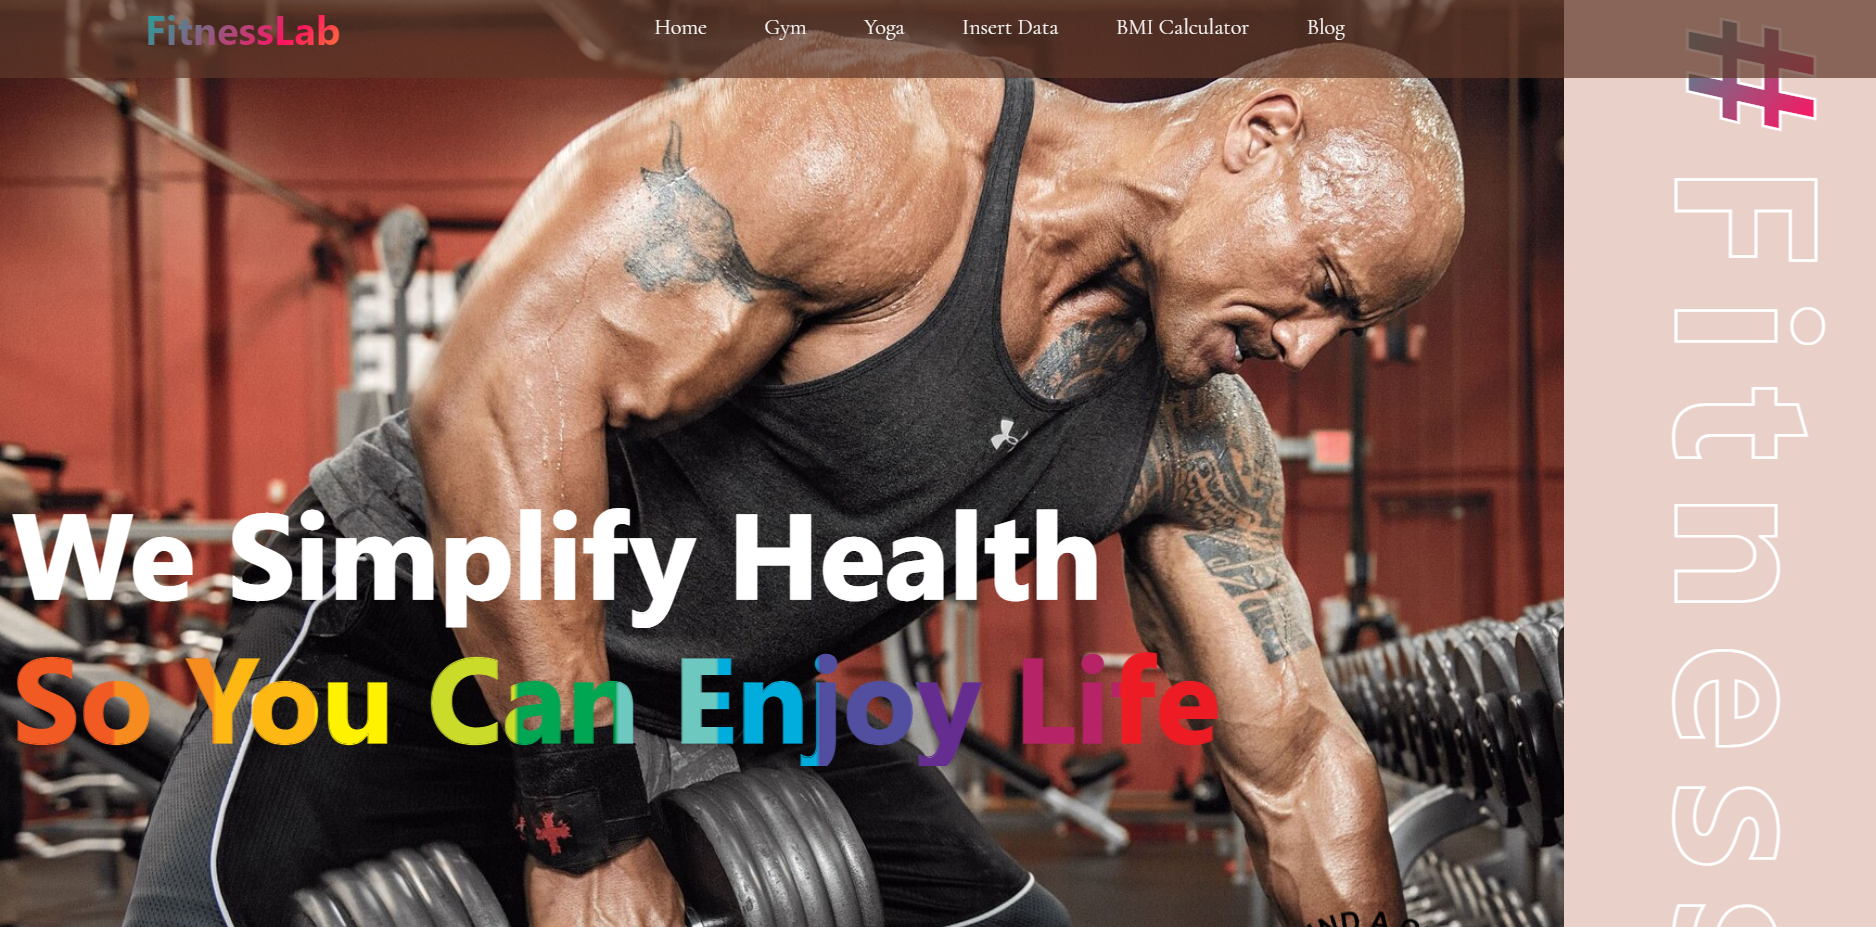 FitnessLab
Home Gym Yoga Insert Data BMI Calculator Blog
We Simplify Health
So You Can Enjoy Life
#Fitness